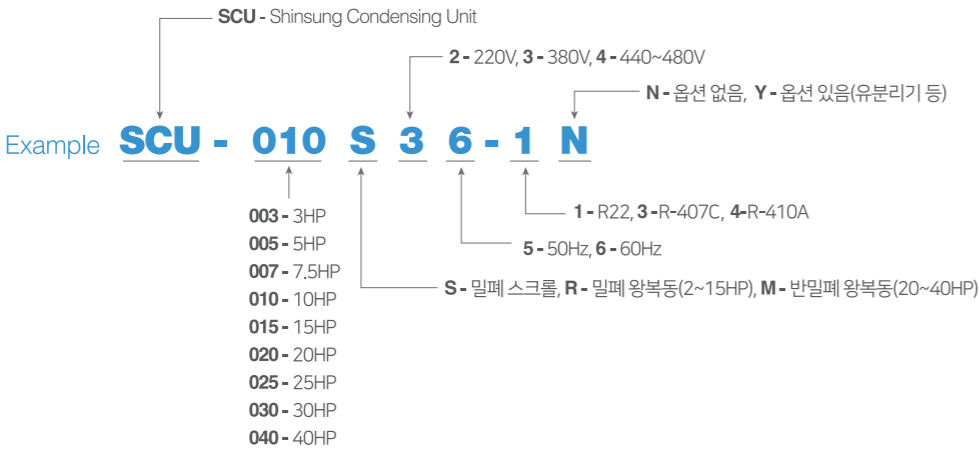 SCU - Shinsung Condensing Unit
2 - 220V, 3 - 380V, 4 - 440~480V
N - 옵션 없음, Y - 옵션 있음(유분리기 등)
Example SCU - 010 S 3 6 - 1 N
1 - R22, 3 -R-407C, 4-R-410A
003 - 3HP
005 - 5HP
5 - 50Hz, 6 - 60Hz
007 - 7.5HP
S - 밀폐 스크롤, R - 밀폐 왕복동(2~15HP), M - 반밀폐 왕복동(20~40HP)
010 - 10HP
015 - 15HP
020 - 20HP
025 - 25HP
030 - 30HP
040 - 40HP